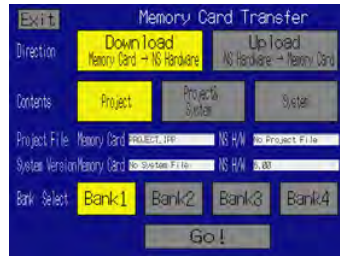 Exit Memory Card Transfer
Direction Download Upload
Memory Card → NS Hardware NS Hardware → Memory Card
Contents Project Project& System System
Project File Memory Card PROJECT.IPP NS H/W No Project File
System Version Memory Card No System File NS H/W 6.00
Bank Select Bank1 Bank2 Bank3 Bank4
Go!